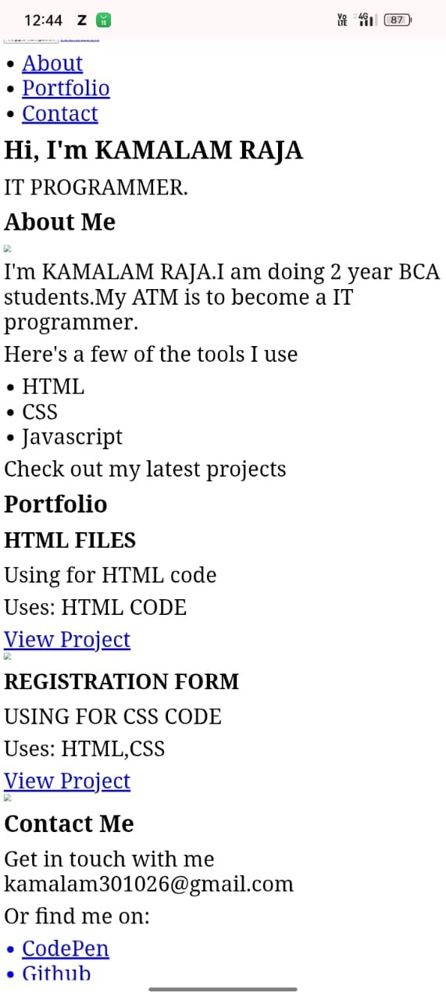 12:44 Z
Vo LTE 4G 87
About
Portfolio
Contact
Hi, I'm KAMALAM RAJA
IT PROGRAMMER.
About Me
I'm KAMALAM RAJA.I am doing 2 year BCA
students.My ATM is to become a IT
programmer.
Here's a few of the tools I use
HTML
CSS
Javascript
Check out my latest projects
Portfolio
HTML FILES
Using for HTML code
Uses: HTML CODE
View Project
REGISTRATION FORM
USING FOR CSS CODE
Uses: HTML,CSS
View Project
Contact Me
Get in touch with me
kamalam301026@gmail.com
Or find me on:
CodePen
Github